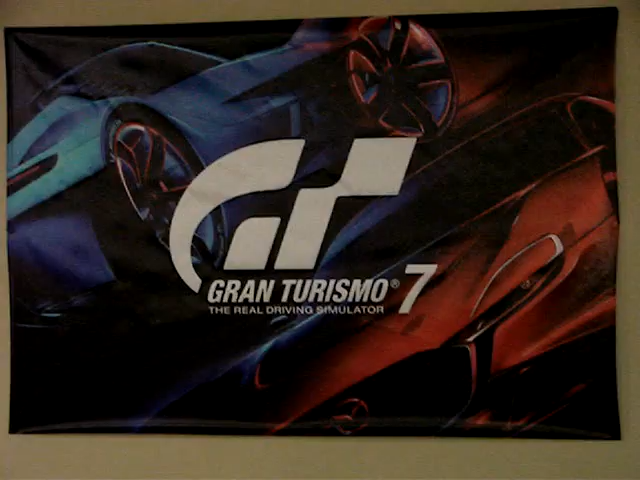 GT
GRAN TURISMO® 7
THE REAL DRIVING SIMULATOR